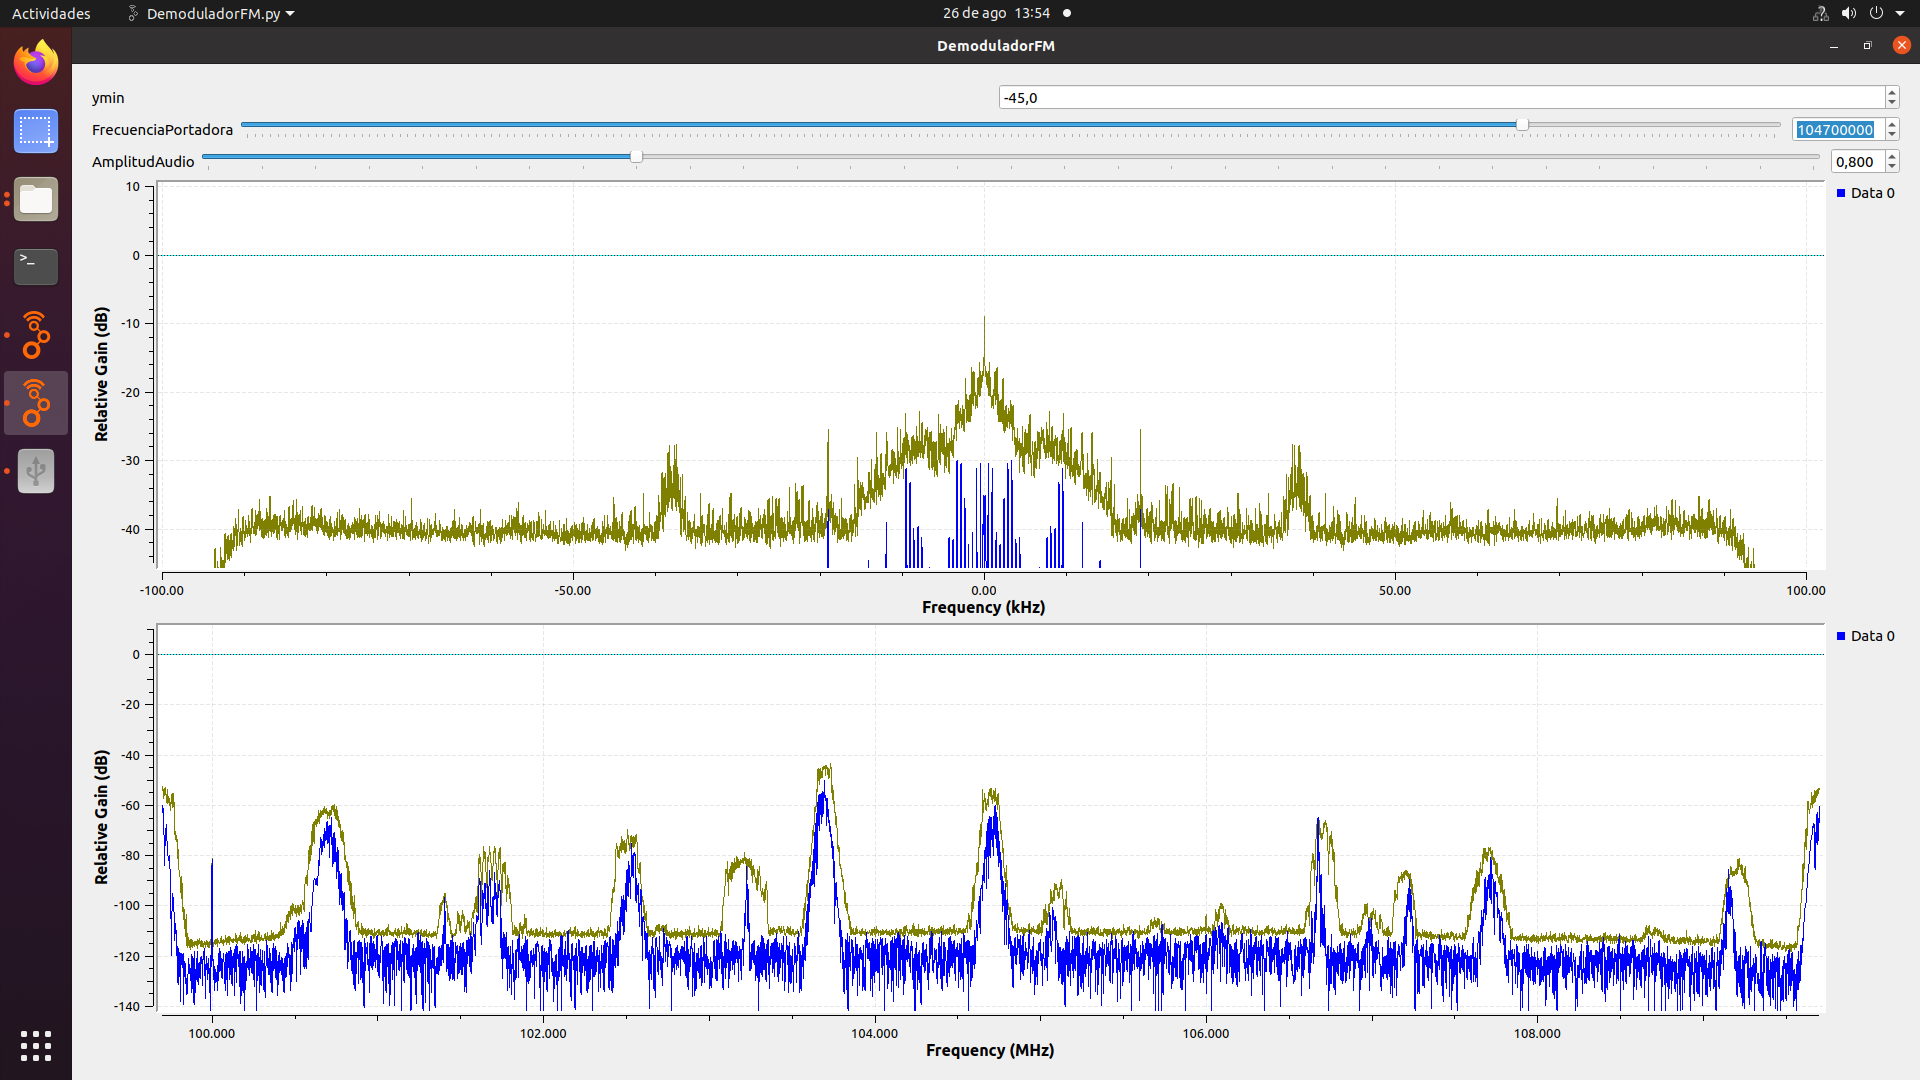 Actividades DemoduladorFM.py 26 de ago 13:54
DemoduladorFM
ymin -45,0
FrecuenciaPortadora 104700000
AmplitudAudio 0,800
Data 0
Relative Gain (dB)
10
0
-10
-20
-30
-40
-100.00 -50.00 0.00 50.00 100.00
Frequency (kHz)
Data 0
Relative Gain (dB)
0
-20
-40
-60
-80
-100
-120
-140
100.000 102.000 104.000 106.000 108.000
Frequency (MHz)